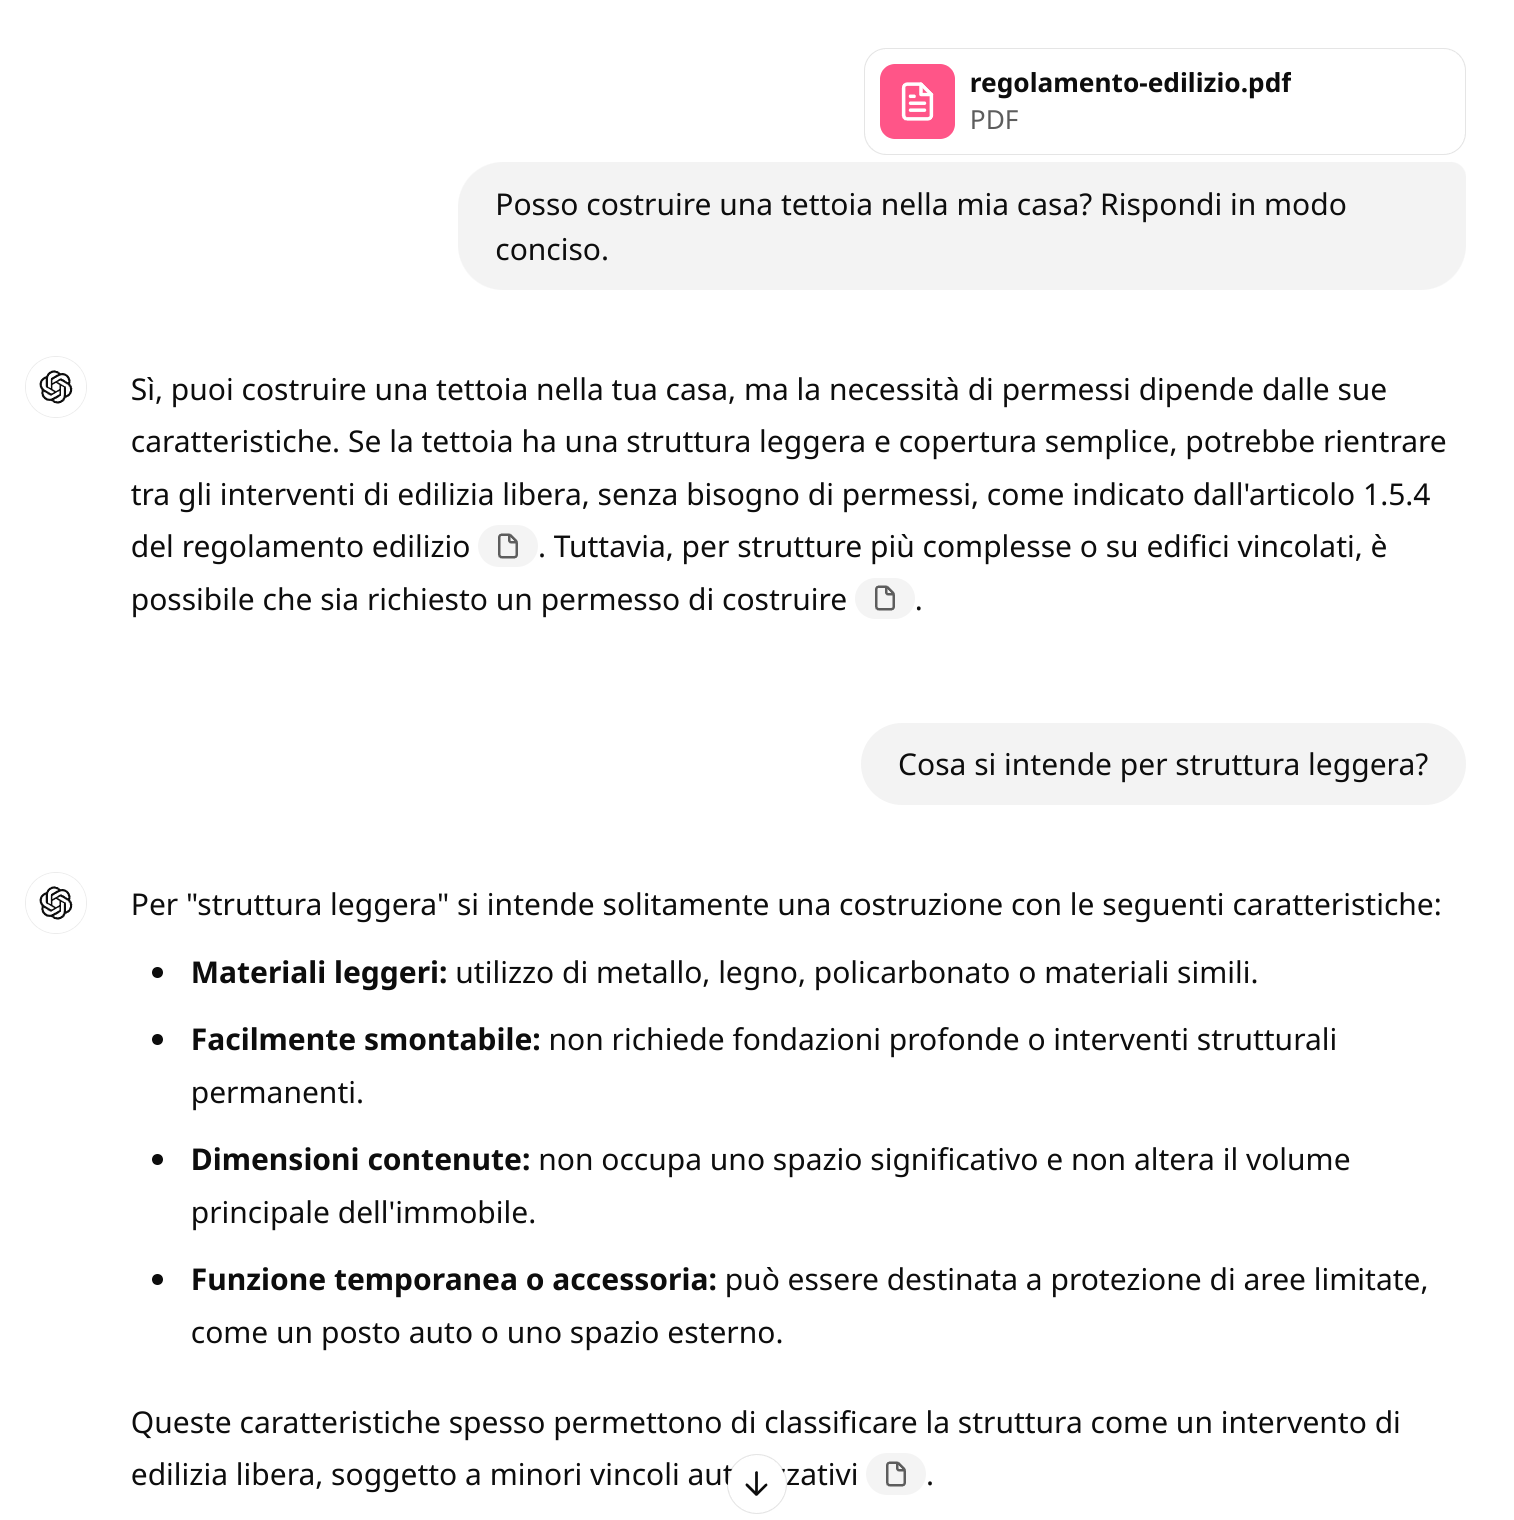 regolamento-edilizio.pdf
PDF
Posso costruire una tettoia nella mia casa? Rispondi in modo
conciso.
Sì, puoi costruire una tettoia nella tua casa, ma la necessità di permessi dipende dalle sue
caratteristiche. Se la tettoia ha una struttura leggera e copertura semplice, potrebbe rientrare
tra gli interventi di edilizia libera, senza bisogno di permessi, come indicato dall'articolo 1.5.4
del regolamento edilizio . Tuttavia, per strutture più complesse o su edifici vincolati, è
possibile che sia richiesto un permesso di costruire .
Cosa si intende per struttura leggera?
Per "struttura leggera" si intende solitamente una costruzione con le seguenti caratteristiche:
• Materiali leggeri: utilizzo di metallo, legno, policarbonato o materiali simili.
• Facilmente smontabile: non richiede fondazioni profonde o interventi strutturali
permanenti.
• Dimensioni contenute: non occupa uno spazio significativo e non altera il volume
principale dell'immobile.
• Funzione temporanea o accessoria: può essere destinata a protezione di aree limitate,
come un posto auto o uno spazio esterno.
Queste caratteristiche spesso permettono di classificare la struttura come un intervento di
edilizia libera, soggetto a minori vincoli .